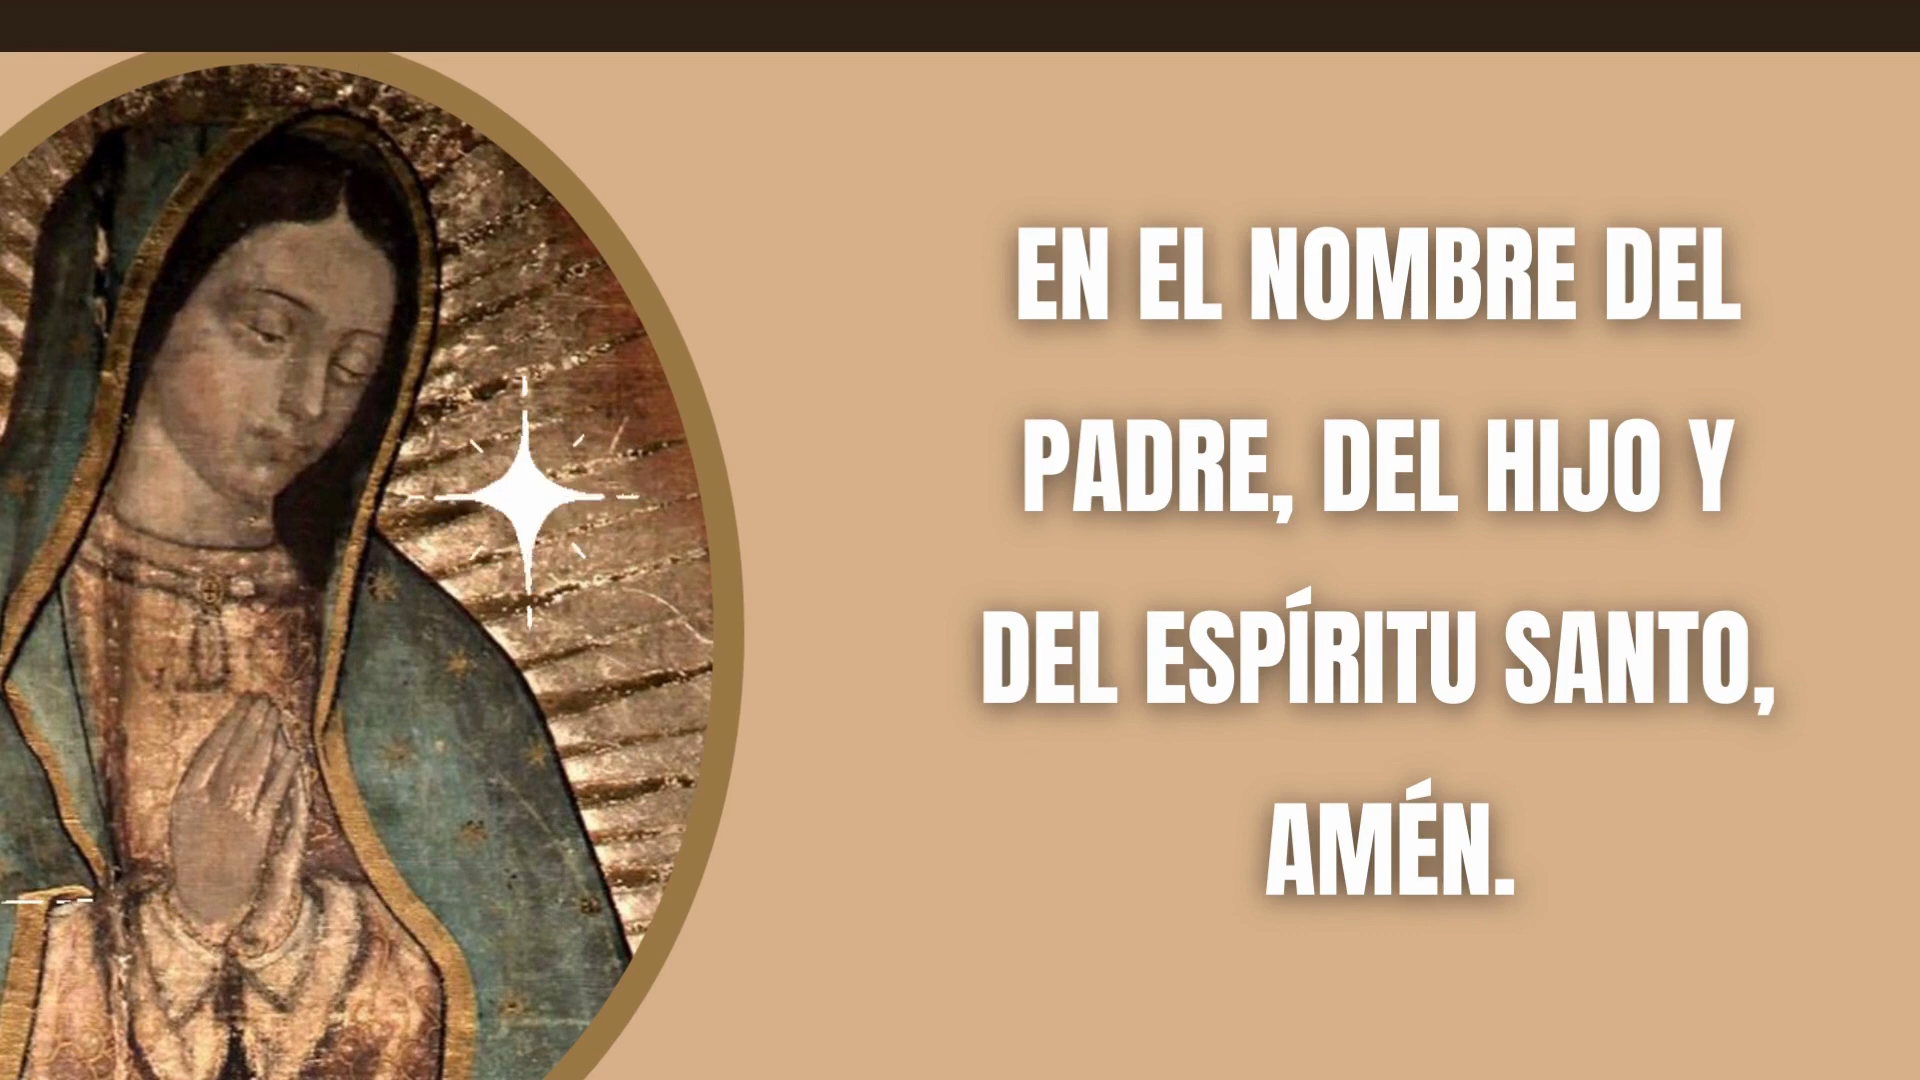 EN EL NOMBRE DEL
PADRE, DEL HIJO Y
DEL ESPÍRITU SANTO,
AMÉN.